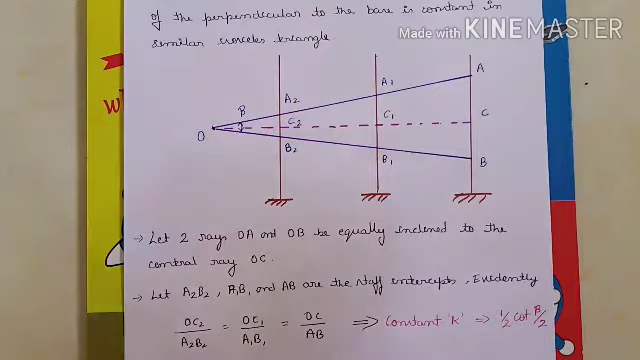 of the perpendicular to the base is constant in
Made with KINEMASTER
similar isosceles triangle.
A
A1
A2
β
C
C1
C2
O
B2
B1
B
→ Let 2 rays OA and OB be equally inclined to the
central ray OC.
→ Let A2B2, A1B1 and AB are the staff intercepts, Evidently
OC2/A2B2 = OC1/A1B1 = OC/AB ⟹ Constant 'K' ⟹ 1/2 cot β/2